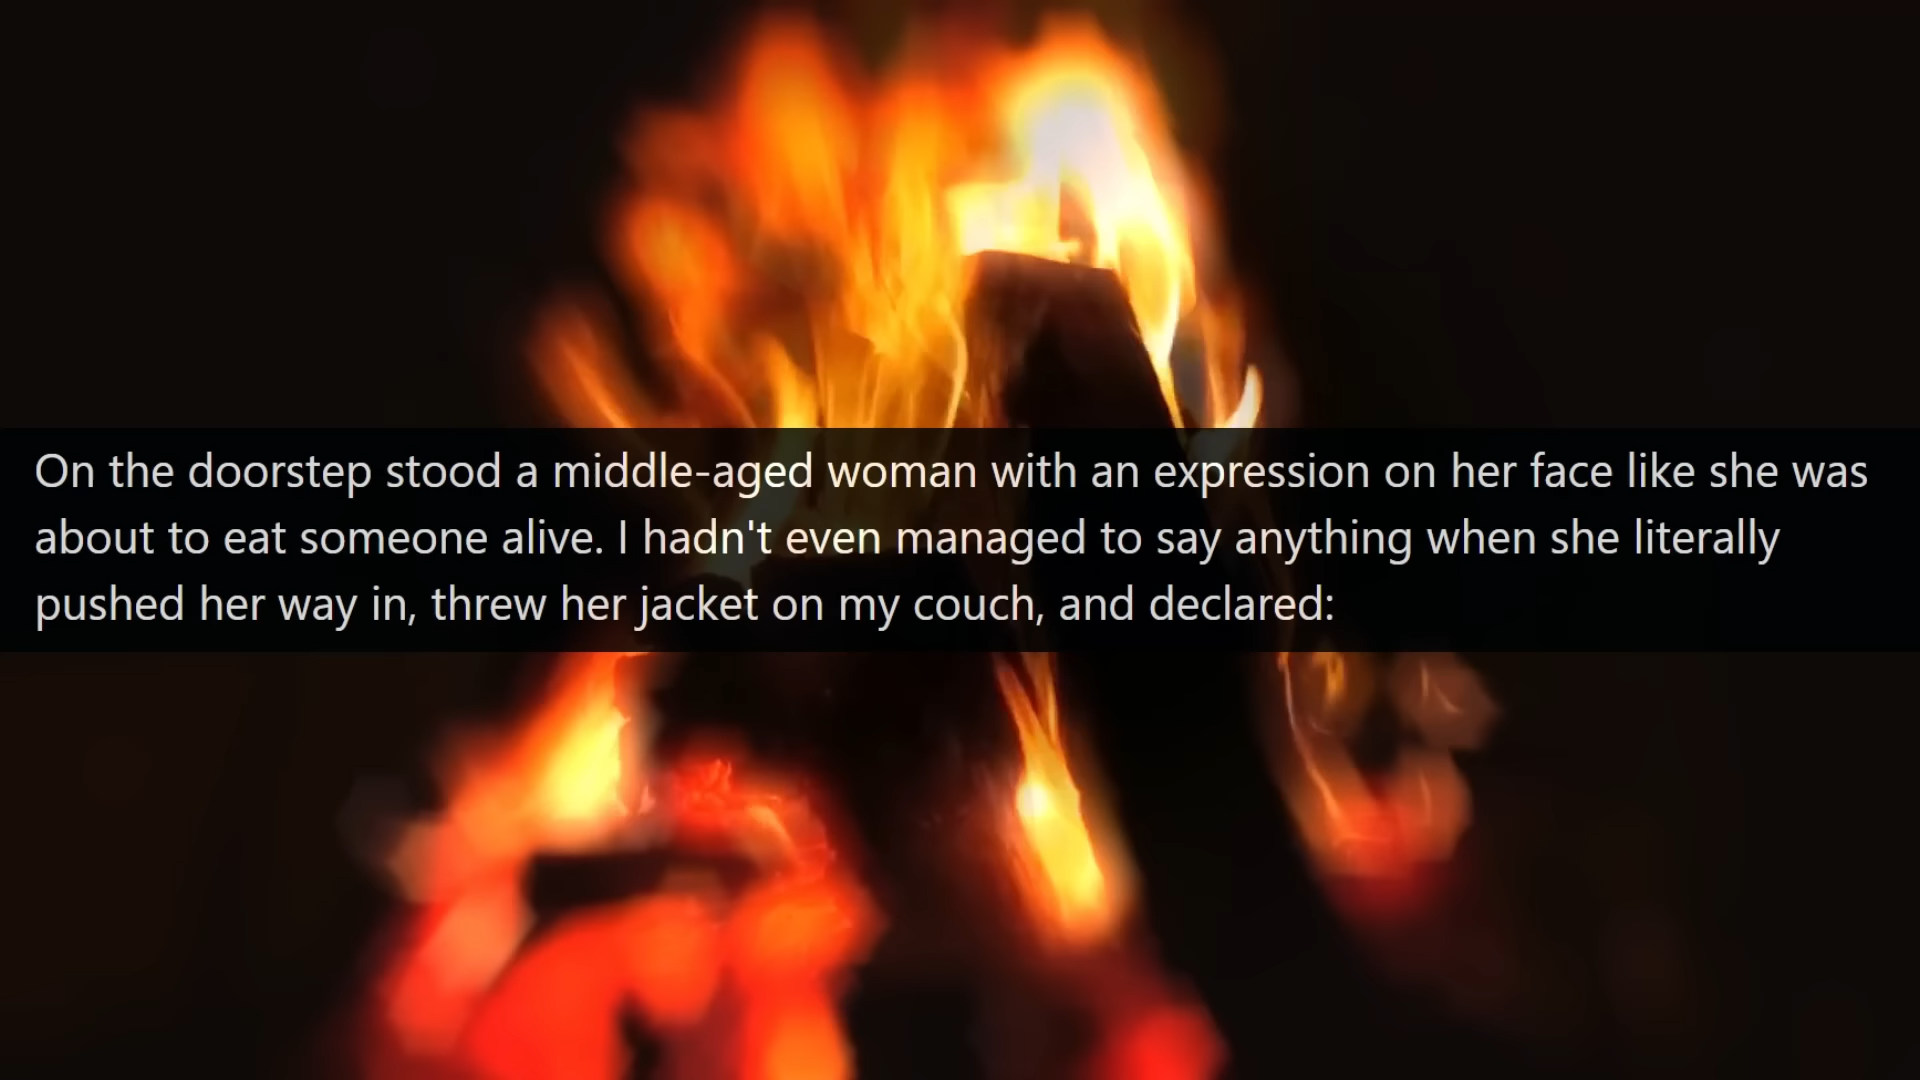 On the doorstep stood a middle-aged woman with an expression on her face like she was
about to eat someone alive. I hadn't even managed to say anything when she literally
pushed her way in, threw her jacket on my couch, and declared: